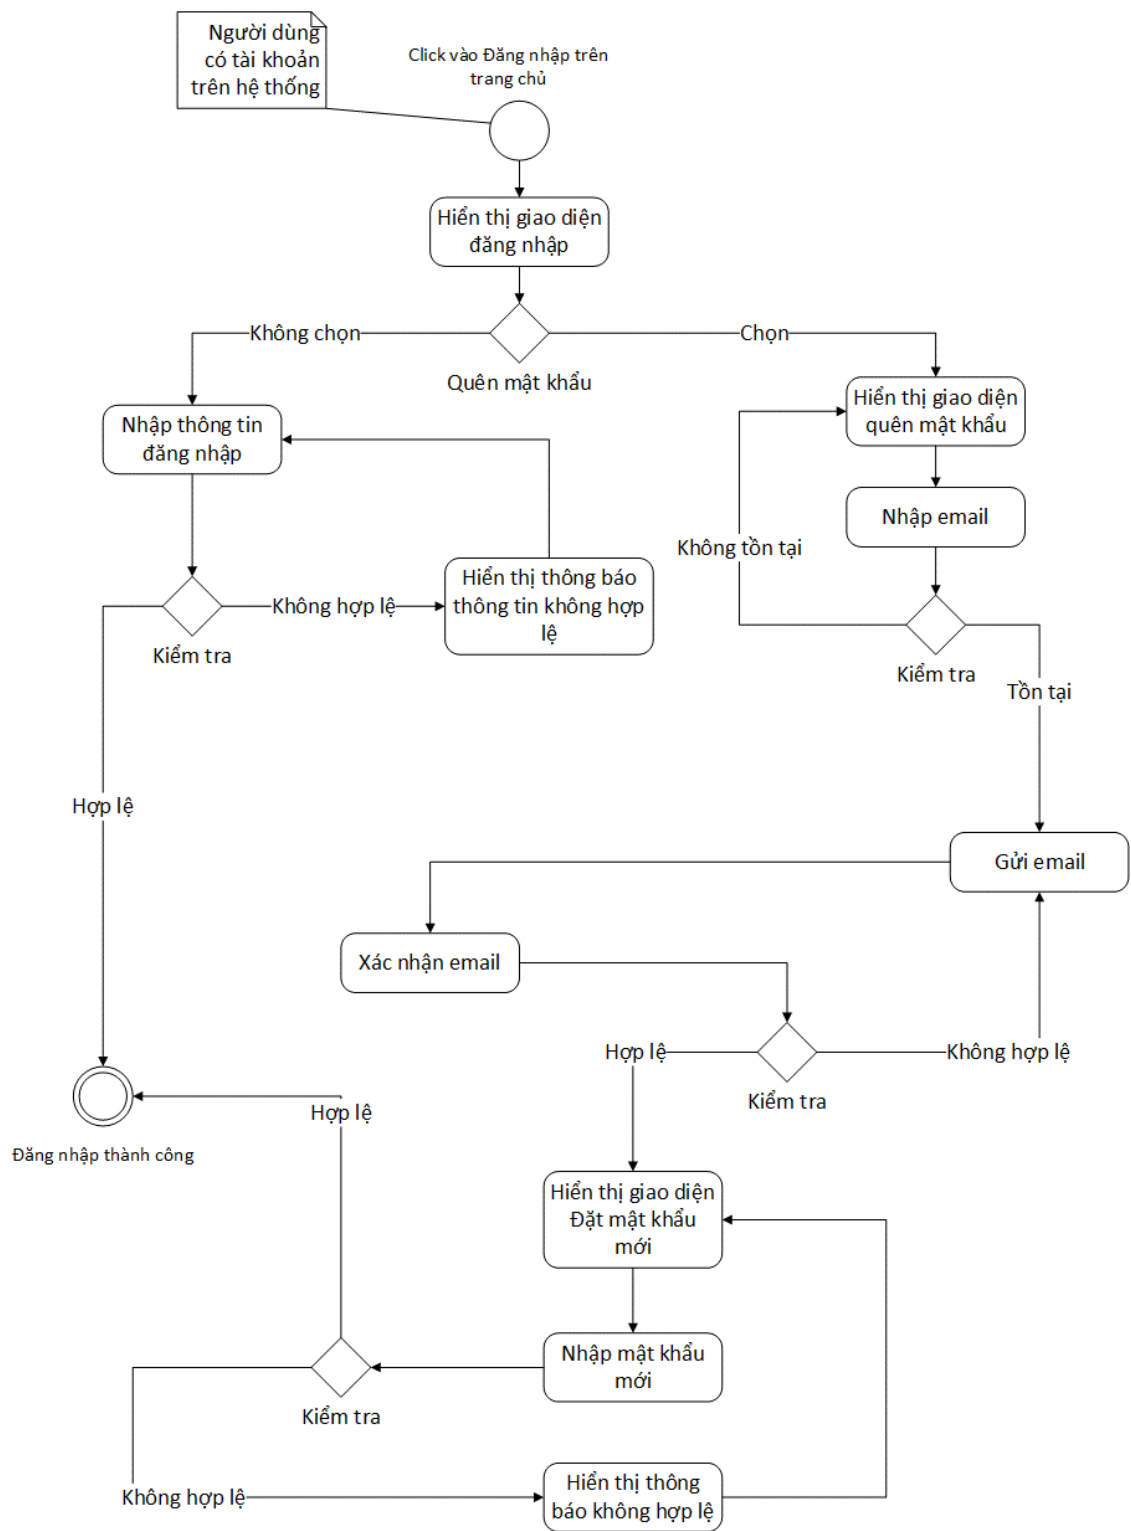 Người dùng
có tài khoản
trên hệ thống
Click vào Đăng nhập trên
trang chủ
Hiển thị giao diện
đăng nhập
Không chọn
Chọn
Quên mật khẩu
Nhập thông tin
đăng nhập
Hiển thị giao diện
quên mật khẩu
Nhập email
Không tồn tại
Hiển thị thông báo
thông tin không hợp
lệ
Không hợp lệ
Kiểm tra
Kiểm tra
Tồn tại
Hợp lệ
Gửi email
Xác nhận email
Hợp lệ
Không hợp lệ
Kiểm tra
Hợp lệ
Đăng nhập thành công
Hiển thị giao diện
Đặt mật khẩu
mới
Nhập mật khẩu
mới
Kiểm tra
Không hợp lệ
Hiển thị thông
báo không hợp lệ